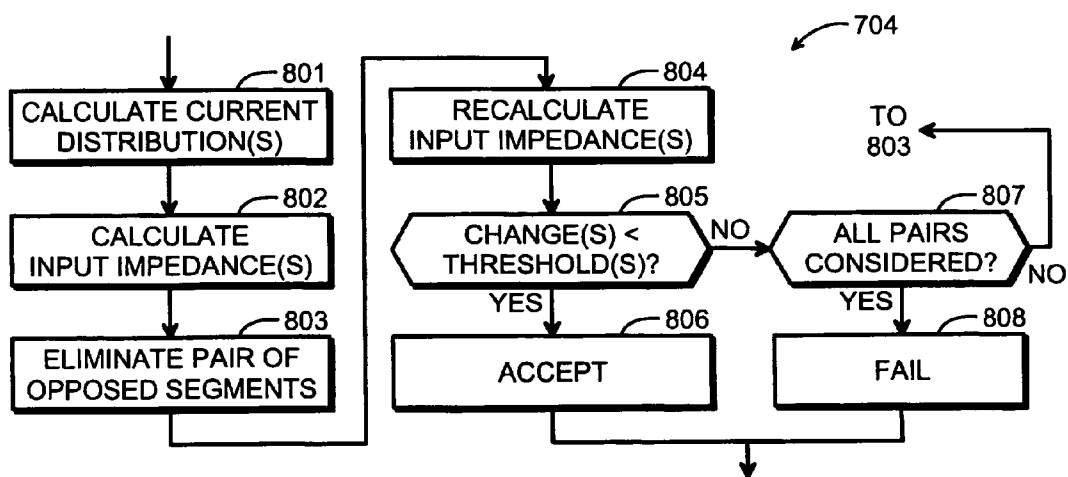 704
801
CALCULATE CURRENT
DISTRIBUTION(S)
802
CALCULATE
INPUT IMPEDANCE(S)
803
ELIMINATE PAIR OF
OPPOSED SEGMENTS
804
RECALCULATE
INPUT IMPEDANCE(S)
805
CHANGE(S) <
THRESHOLD(S)?
NO
YES
806
ACCEPT
TO
803
807
ALL PAIRS
CONSIDERED?
NO
YES
808
FAIL